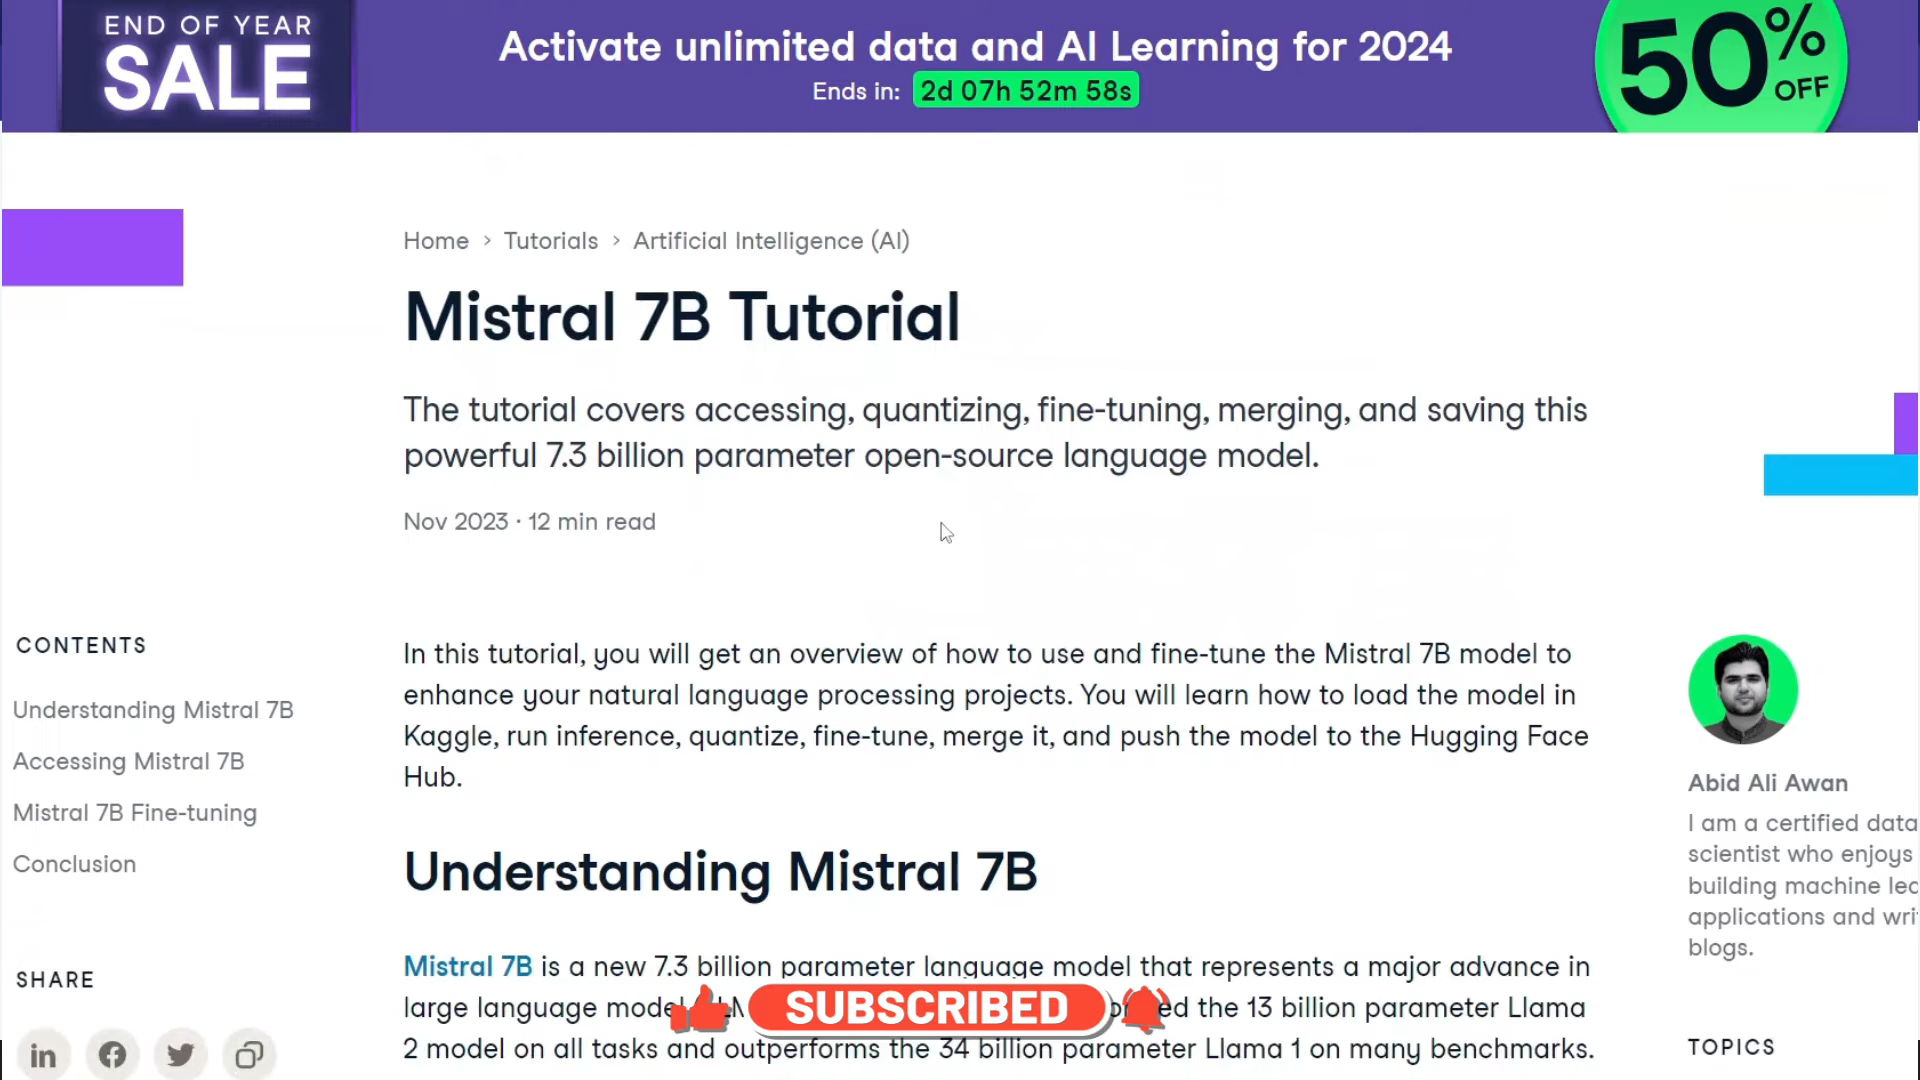 END OF YEAR
SALE
Activate unlimited data and AI Learning for 2024
Ends in: 2d 07h 52m 58s
50%
OFF
Home > Tutorials > Artificial Intelligence (AI)
Mistral 7B Tutorial
The tutorial covers accessing, quantizing, fine-tuning, merging, and saving this
powerful 7.3 billion parameter open-source language model.
Nov 2023 · 12 min read
CONTENTS
Understanding Mistral 7B
Accessing Mistral 7B
Mistral 7B Fine-tuning
Conclusion
SHARE
In this tutorial, you will get an overview of how to use and fine-tune the Mistral 7B model to
enhance your natural language processing projects. You will learn how to load the model in
Kaggle, run inference, quantize, fine-tune, merge it, and push the model to the Hugging Face
Hub.
Understanding Mistral 7B
Mistral 7B is a new 7.3 billion parameter language model that represents a major advance in
large language the 13 billion parameter Llama
2 model on all tasks and outperforms the 34 billion parameter Llama 1 on many benchmarks.
SUBSCRIBED
Abid Ali Awan
I am a certified data
scientist who enjoys
building machine
applications and
blogs.
TOPICS